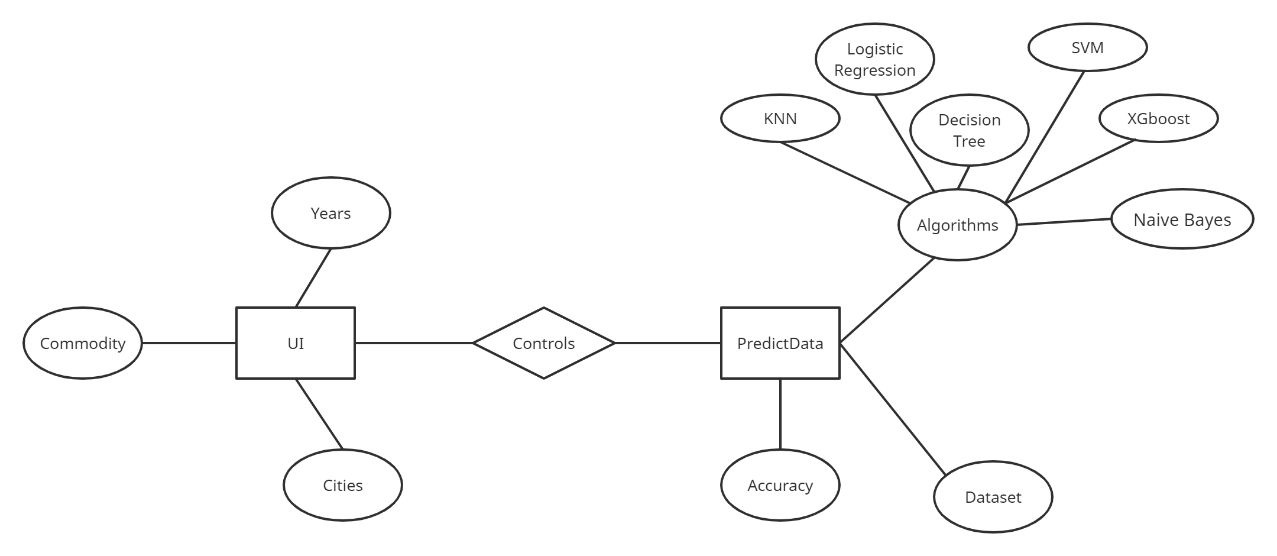 Logistic
Regression
SVM
KNN
Decision
Tree
XGboost
Years
Algorithms
Naive Bayes
Commodity
UI
Controls
PredictData
Cities
Accuracy
Dataset